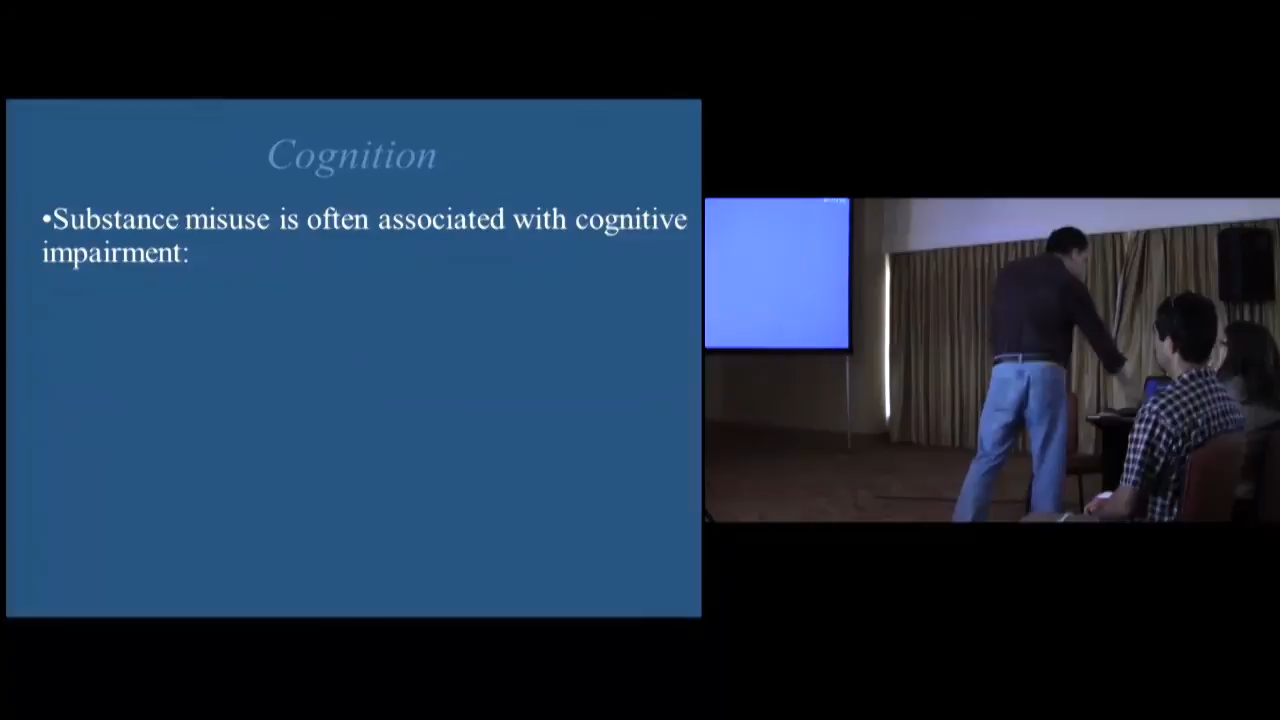 Cognition
•Substance misuse is often associated with cognitive
impairment: